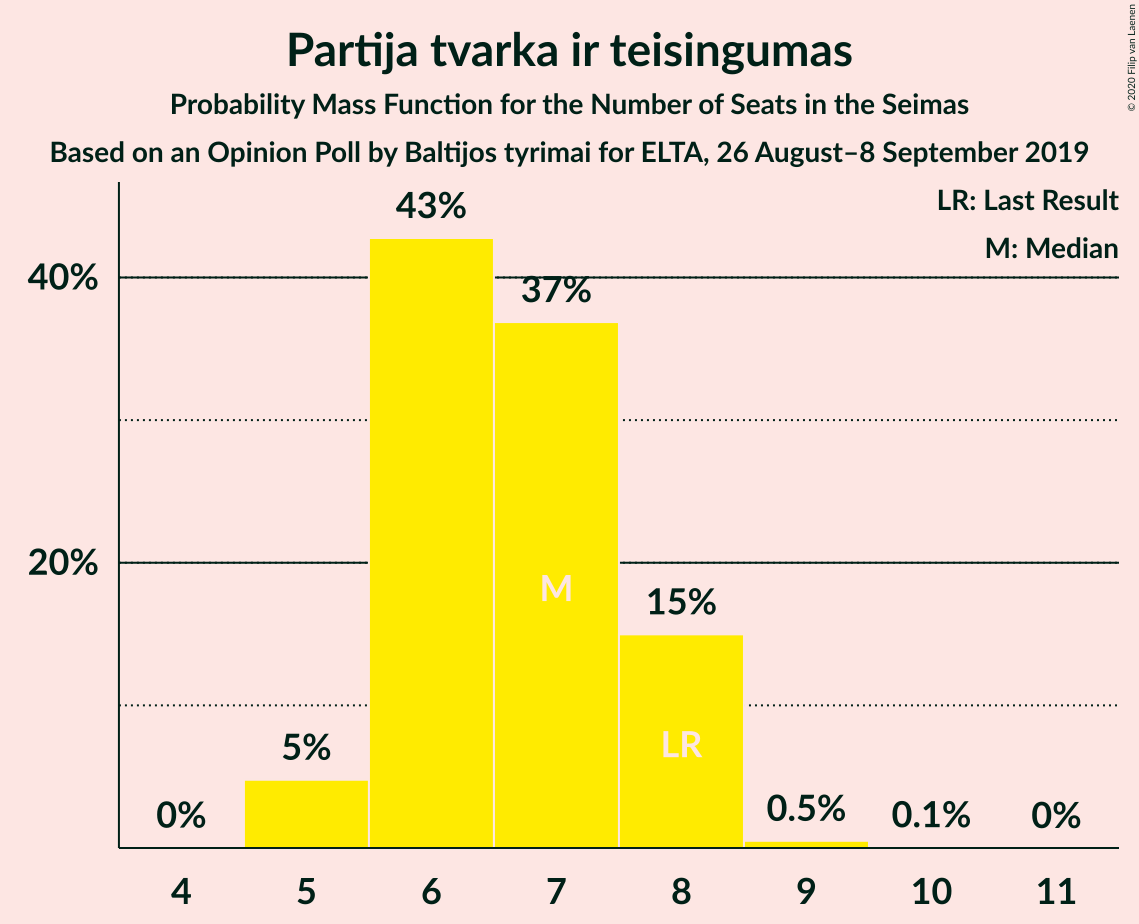 Partija tvarka ir teisingumas
Probability Mass Function for the Number of Seats in the Seimas
Based on an Opinion Poll by Baltijos tyrimai for ELTA, 26 August–8 September 2019
© 2020 Filip van Laenen
LR: Last Result
M: Median
43%
40%
37%
20%
M
15%
LR
5%
0%
0.5%
0.1%
0%
4 5 6 7 8 9 10 11